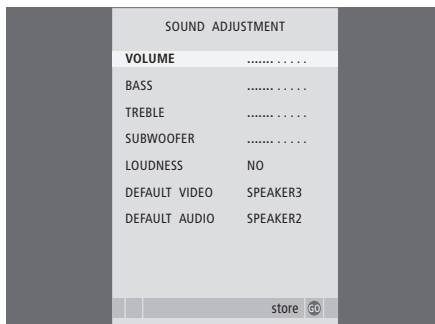 SOUND ADJUSTMENT
VOLUME ............
BASS ............
TREBLE ............
SUBWOOFER ............
LOUDNESS NO
DEFAULT VIDEO SPEAKER3
DEFAULT AUDIO SPEAKER2
store GO